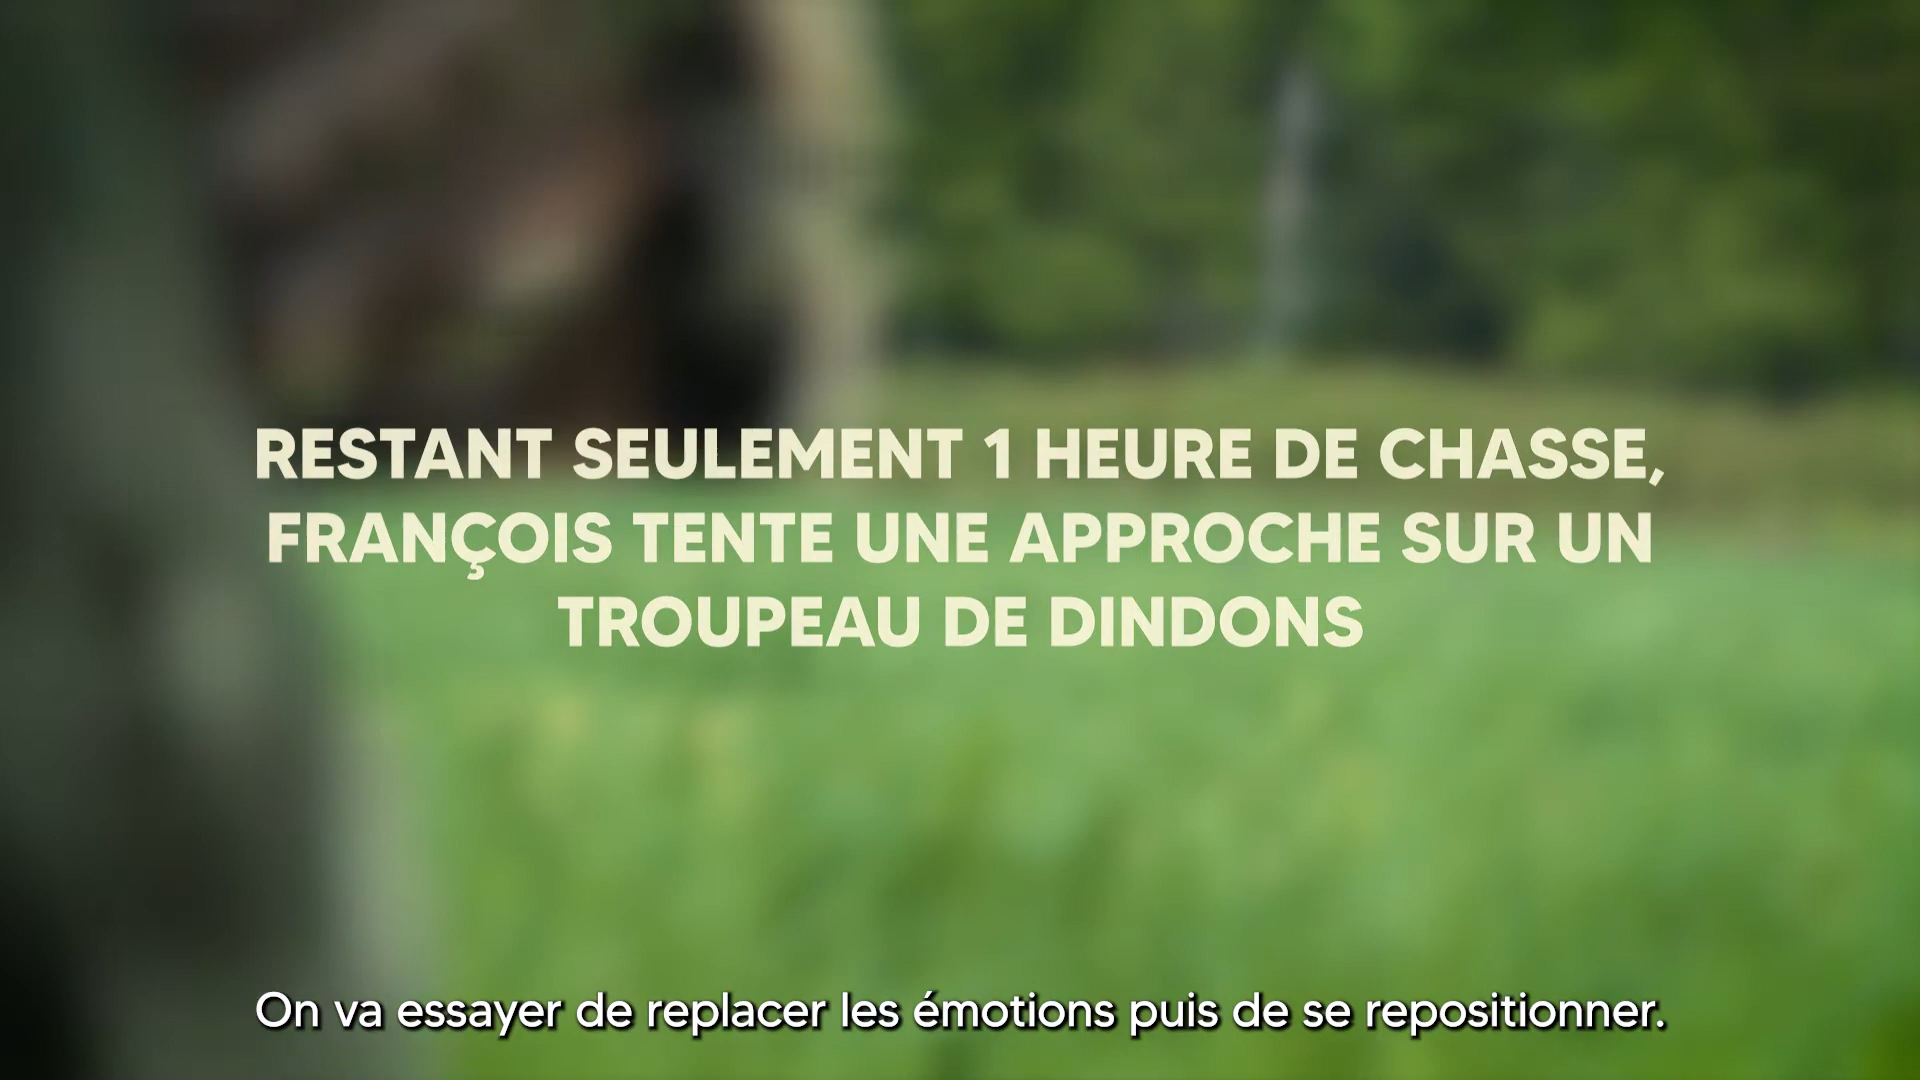 RESTANT SEULEMENT 1 HEURE DE CHASSE,
FRANÇOIS TENTE UNE APPROCHE SUR UN
TROUPEAU DE DINDONS
On va essayer de replacer les émotions puis de se repositionner.